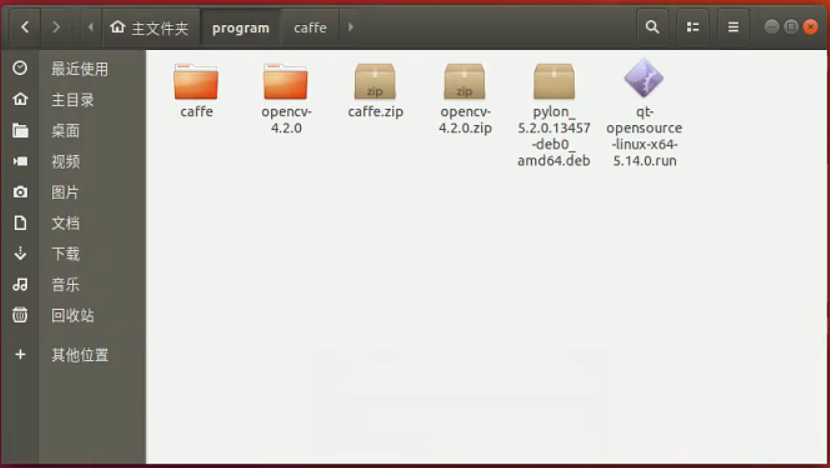 主文件夹 program caffe
最近使用
主目录
桌面
视频
图片
文档
下载
音乐
回收站
其他位置
caffe
opencv-
4.2.0
zip
caffe.zip
zip
opencv-
4.2.0.zip
pylon_
5.2.0.13457
-deb0_
amd64.deb
qt-
opensource
-linux-x64-
5.14.0.run